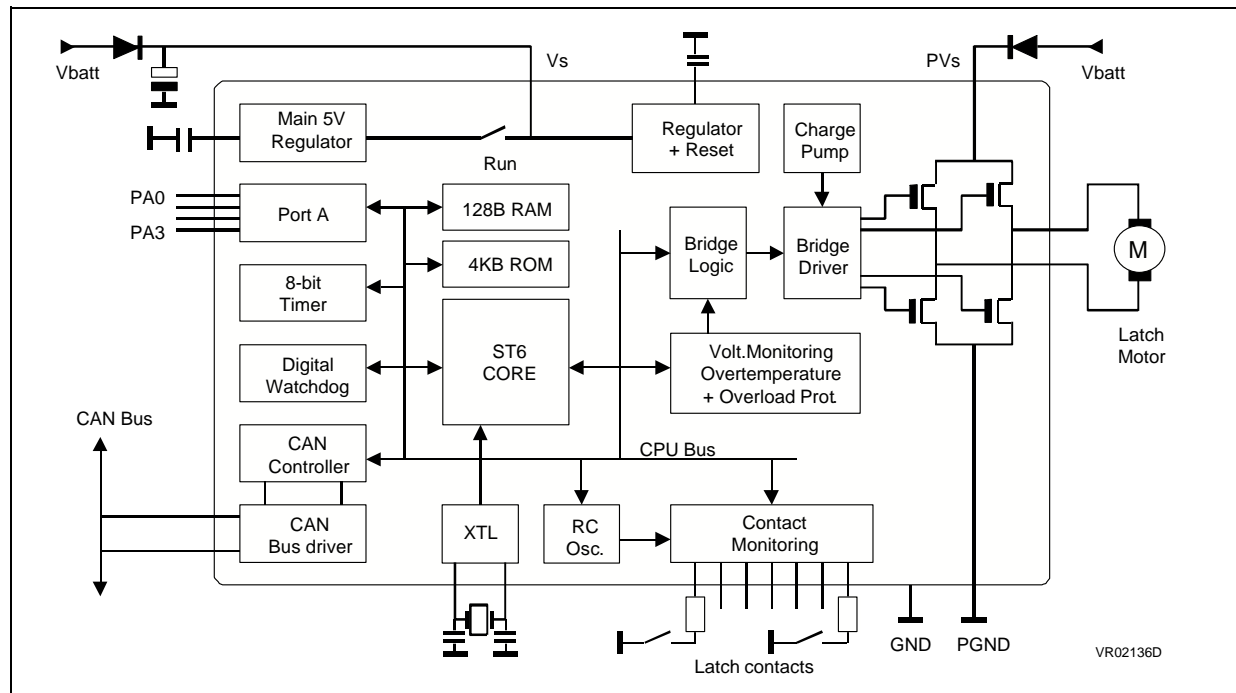 Vbatt
Vs
PVs
Vbatt
Main 5V
Regulator
Run
Regulator
+ Reset
Charge
Pump
PA0
PA3
Port A
128B RAM
4KB ROM
8-bit
Timer
Bridge
Logic
Bridge
Driver
M
Latch
Motor
Digital
Watchdog
ST6
CORE
Volt.Monitoring
Overtemperature
+ Overload Prot.
CAN Bus
CAN
Controller
CPU Bus
CAN
Bus driver
XTL
RC
Osc.
Contact
Monitoring
Latch contacts
GND
PGND
VR02136D